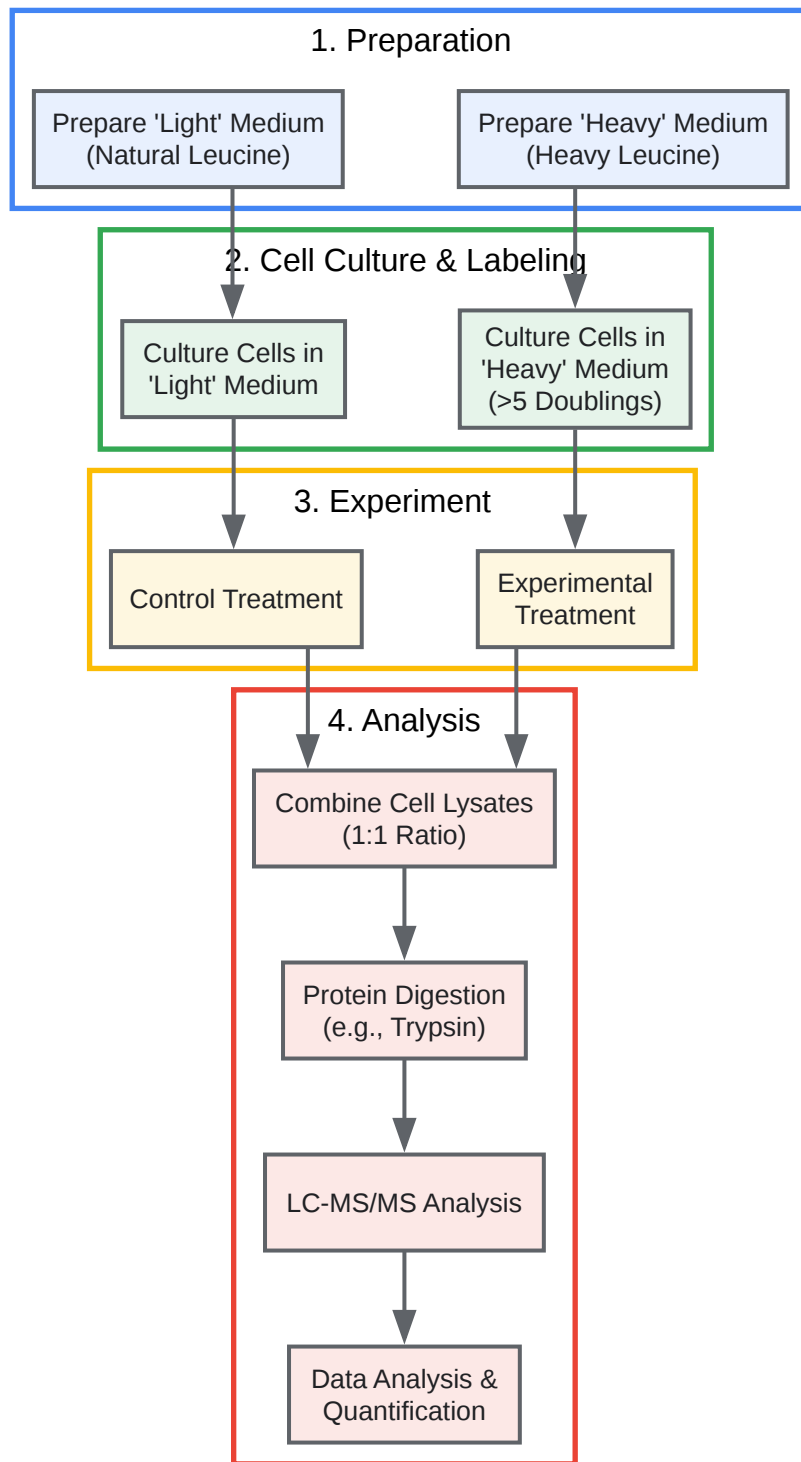 1. Preparation
Prepare 'Light' Medium
(Natural Leucine)
Prepare 'Heavy' Medium
(Heavy Leucine)
2. Cell Culture & Labeling
Culture Cells in
'Light' Medium
Culture Cells in
'Heavy' Medium
(>5 Doublings)
3. Experiment
Control Treatment
Experimental
Treatment
4. Analysis
Combine Cell Lysates
(1:1 Ratio)
Protein Digestion
(e.g., Trypsin)
LC-MS/MS Analysis
Data Analysis &
Quantification